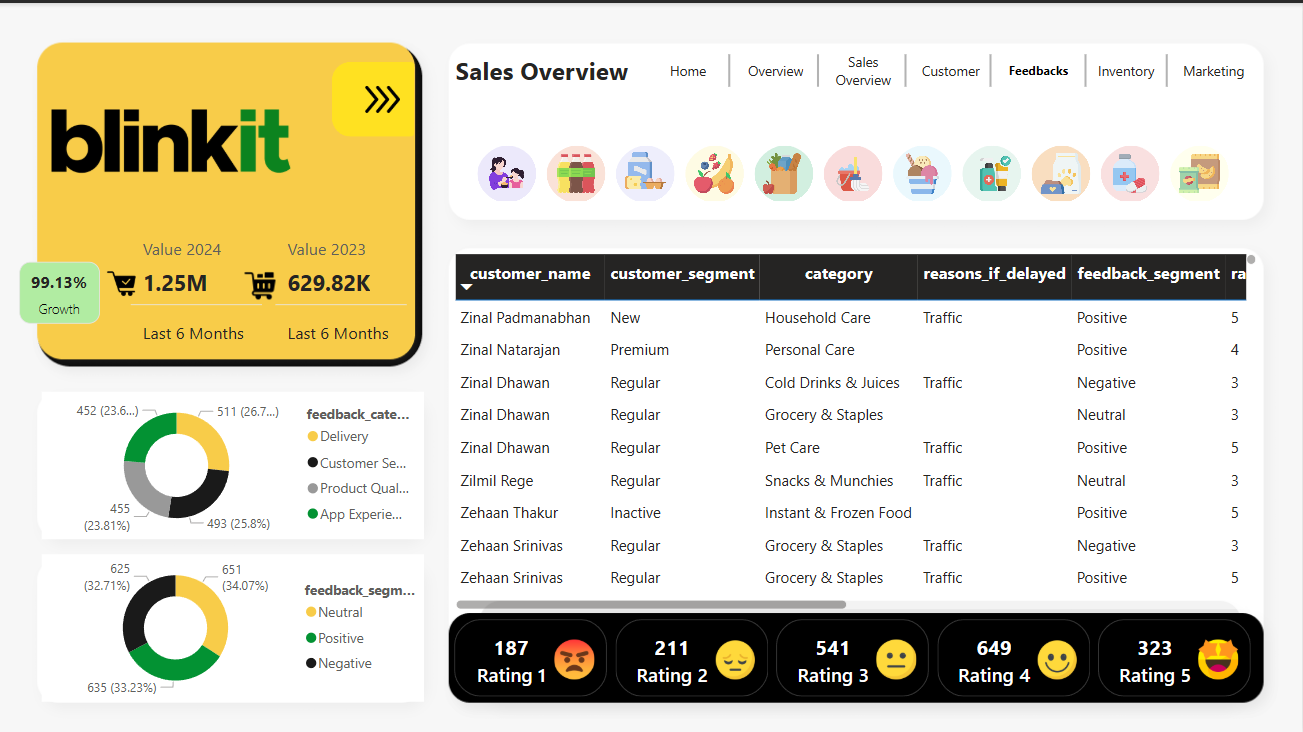 blinkit
Value 2024
Value 2023
99.13%
Growth
1.25M
629.82K
Last 6 Months
Last 6 Months
Sales Overview
Home
Overview
Sales
Overview
Customer
Feedbacks
Inventory
Marketing
452 (23.6...)
511 (26.7...)
455
(23.81%)
493 (25.8%)
feedback_cate...
Delivery
Customer Se...
Product Qual...
App Experie...
625
(32.71%)
651
(34.07%)
635 (33.23%)
feedback_segm...
Neutral
Positive
Negative
customer_name customer_segment category reasons_if_delayed feedback_segment ra
Zinal Padmanabhan New Household Care Traffic Positive 5
Zinal Natarajan Premium Personal Care Positive 4
Zinal Dhawan Regular Cold Drinks & Juices Traffic Negative 3
Zinal Dhawan Regular Grocery & Staples Neutral 3
Zinal Dhawan Regular Pet Care Traffic Positive 5
Zilmil Rege Regular Snacks & Munchies Traffic Neutral 3
Zehaan Thakur Inactive Instant & Frozen Food Positive 5
Zehaan Srinivas Regular Grocery & Staples Traffic Negative 3
Zehaan Srinivas Regular Grocery & Staples Traffic Positive 5
187
Rating 1
211
Rating 2
541
Rating 3
649
Rating 4
323
Rating 5